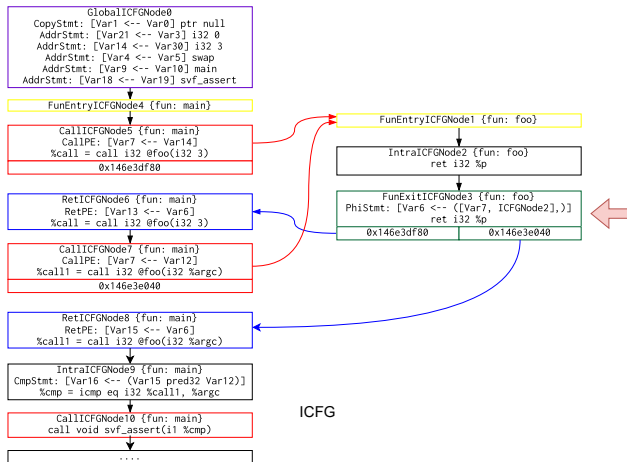 GlobalICFGNode0
CopyStmt: [Var1 <-- Var0] ptr null
AddrStmt: [Var21 <-- Var3] i32 0
AddrStmt: [Var14 <-- Var30] i32 3
AddrStmt: [Var4 <-- Var5] swap
AddrStmt: [Var9 <-- Var10] main
AddrStmt: [Var18 <-- Var19] svf_assert
FunEntryICFGNode4 {fun: main}
CallICFGNode5 {fun: main}
CallPE: [Var7 <-- Var14]
%call = call i32 @foo(i32 3)
0x146e3df80
RetICFGNode6 {fun: main}
RetPE: [Var13 <-- Var6]
%call = call i32 @foo(i32 3)
CallICFGNode7 {fun: main}
CallPE: [Var7 <-- Var12]
%call1 = call i32 @foo(i32 %argc)
0x146e3e040
RetICFGNode8 {fun: main}
RetPE: [Var15 <-- Var6]
%call1 = call i32 @foo(i32 %argc)
IntraICFGNode9 {fun: main}
CmpStmt: [Var16 <-- (Var15 pred32 Var12)]
%cmp = icmp eq i32 %call1, %argc
CallICFGNode10 {fun: main}
call void svf_assert(i1 %cmp)
....
FunEntryICFGNode1 {fun: foo}
IntraICFGNode2 {fun: foo}
ret i32 %p
FunExitICFGNode3 {fun: foo}
PhiStmt: [Var6 <-- ([Var7, ICFGNode2],)]
ret i32 %p
0x146e3df80
0x146e3e040
ICFG